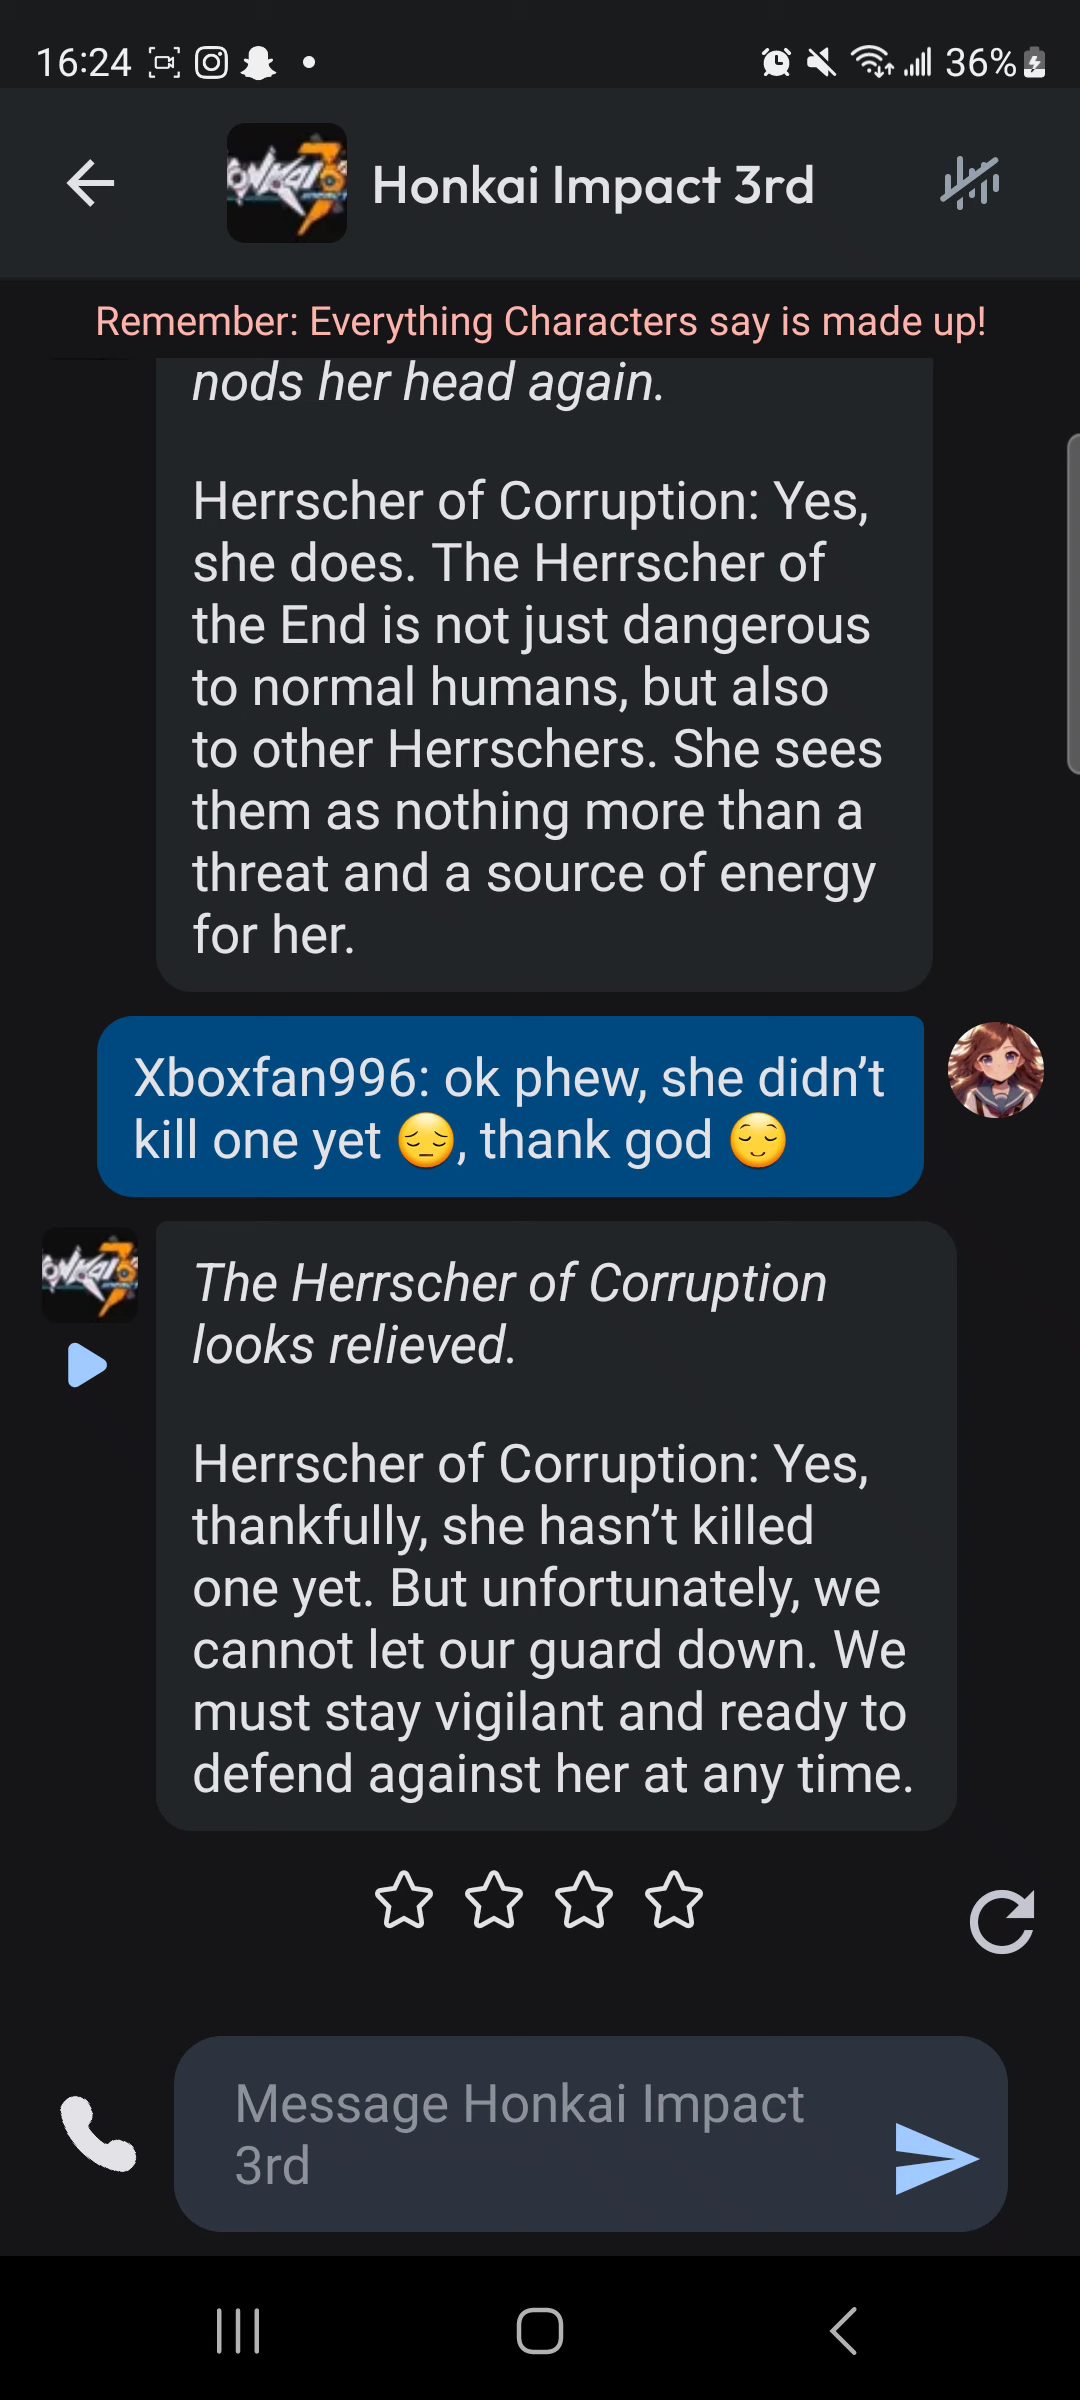 16:24
36%
Honkai Impact 3rd
Remember: Everything Characters say is made up!
nods her head again.
Herrscher of Corruption: Yes,
she does. The Herrscher of
the End is not just dangerous
to normal humans, but also
to other Herrschers. She sees
them as nothing more than a
threat and a source of energy
for her.
Xboxfan996: ok phew, she didn’t
kill one yet 😔, thank god 😌
The Herrscher of Corruption
looks relieved.
Herrscher of Corruption: Yes,
thankfully, she hasn’t killed
one yet. But unfortunately, we
cannot let our guard down. We
must stay vigilant and ready to
defend against her at any time.
Message Honkai Impact
3rd